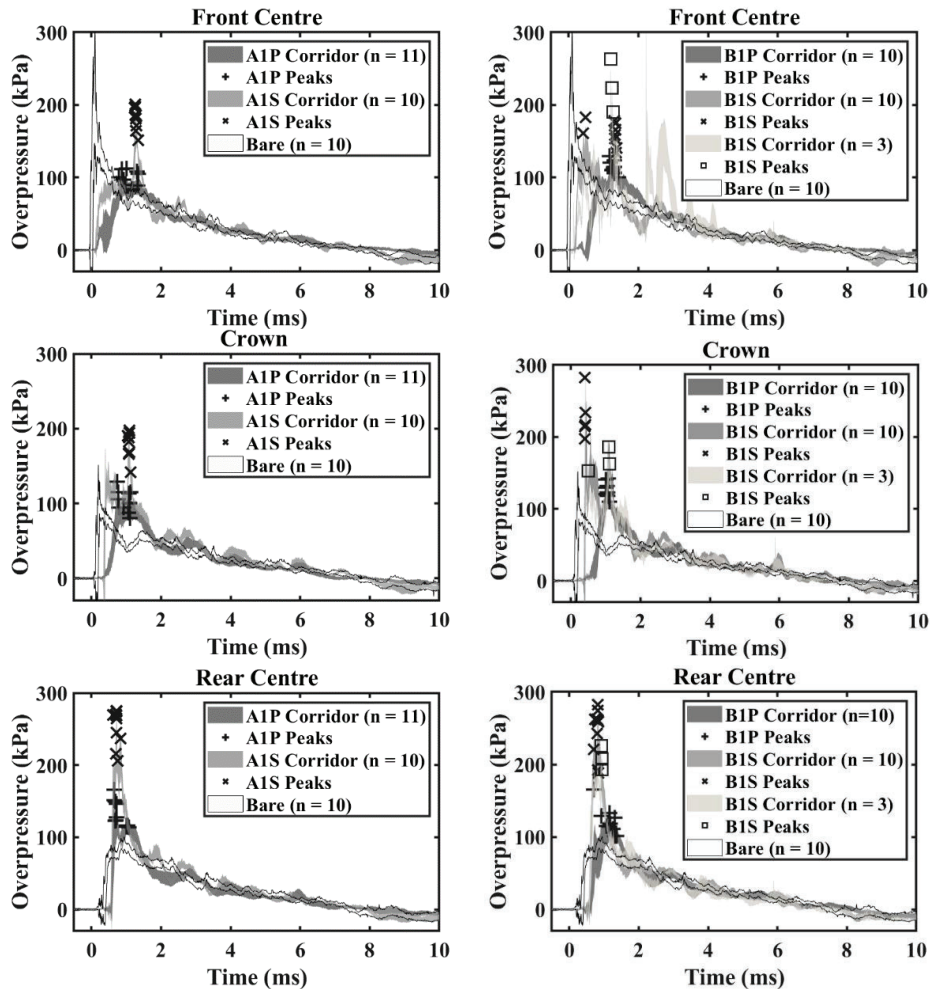 Front Centre
300
200
100
0
Overpressure (kPa)
A1P Corridor (n = 11)
A1P Peaks
A1S Corridor (n = 10)
A1S Peaks
Bare (n = 10)
0 2 4 6 8 10
Time (ms)
Front Centre
300
200
100
0
Overpressure (kPa)
B1P Corridor (n = 10)
B1P Peaks
B1S Corridor (n = 10)
B1S Peaks
B1S Corridor (n = 3)
B1S Peaks
Bare (n = 10)
0 2 4 6 8 10
Time (ms)
Crown
300
200
100
0
Overpressure (kPa)
A1P Corridor (n = 11)
A1P Peaks
A1S Corridor (n = 10)
A1S Peaks
Bare (n = 10)
0 2 4 6 8 10
Time (ms)
Crown
300
200
100
0
Overpressure (kPa)
B1P Corridor (n = 10)
B1P Peaks
B1S Corridor (n = 10)
B1S Peaks
B1S Corridor (n = 3)
B1S Peaks
Bare (n = 10)
0 2 4 6 8 10
Time (ms)
Rear Centre
300
200
100
0
Overpressure (kPa)
A1P Corridor (n = 11)
A1P Peaks
A1S Corridor (n = 10)
A1S Peaks
Bare (n = 10)
0 2 4 6 8 10
Time (ms)
Rear Centre
300
200
100
0
Overpressure (kPa)
B1P Corridor (n=10)
B1P Peaks
B1S Corridor (n = 10)
B1S Peaks
B1S Corridor (n = 3)
B1S Peaks
Bare (n = 10)
0 2 4 6 8 10
Time (ms)